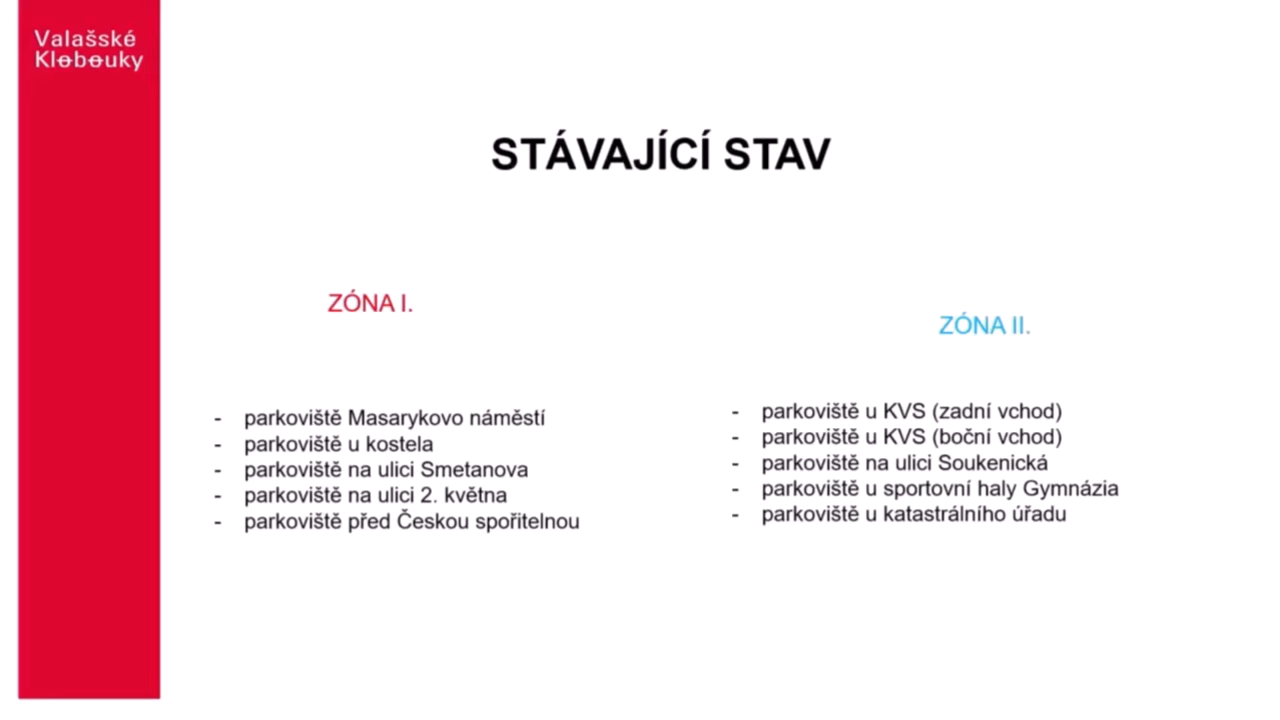 Valašské
Klobouky
STÁVAJÍCÍ STAV
ZÓNA I.
- parkoviště Masarykovo náměstí
- parkoviště u kostela
- parkoviště na ulici Smetanova
- parkoviště na ulici 2. května
- parkoviště před Českou spořitelnou
ZÓNA II.
- parkoviště u KVS (zadní vchod)
- parkoviště u KVS (boční vchod)
- parkoviště na ulici Soukenická
- parkoviště u sportovní haly Gymnázia
- parkoviště u katastrálního úřadu